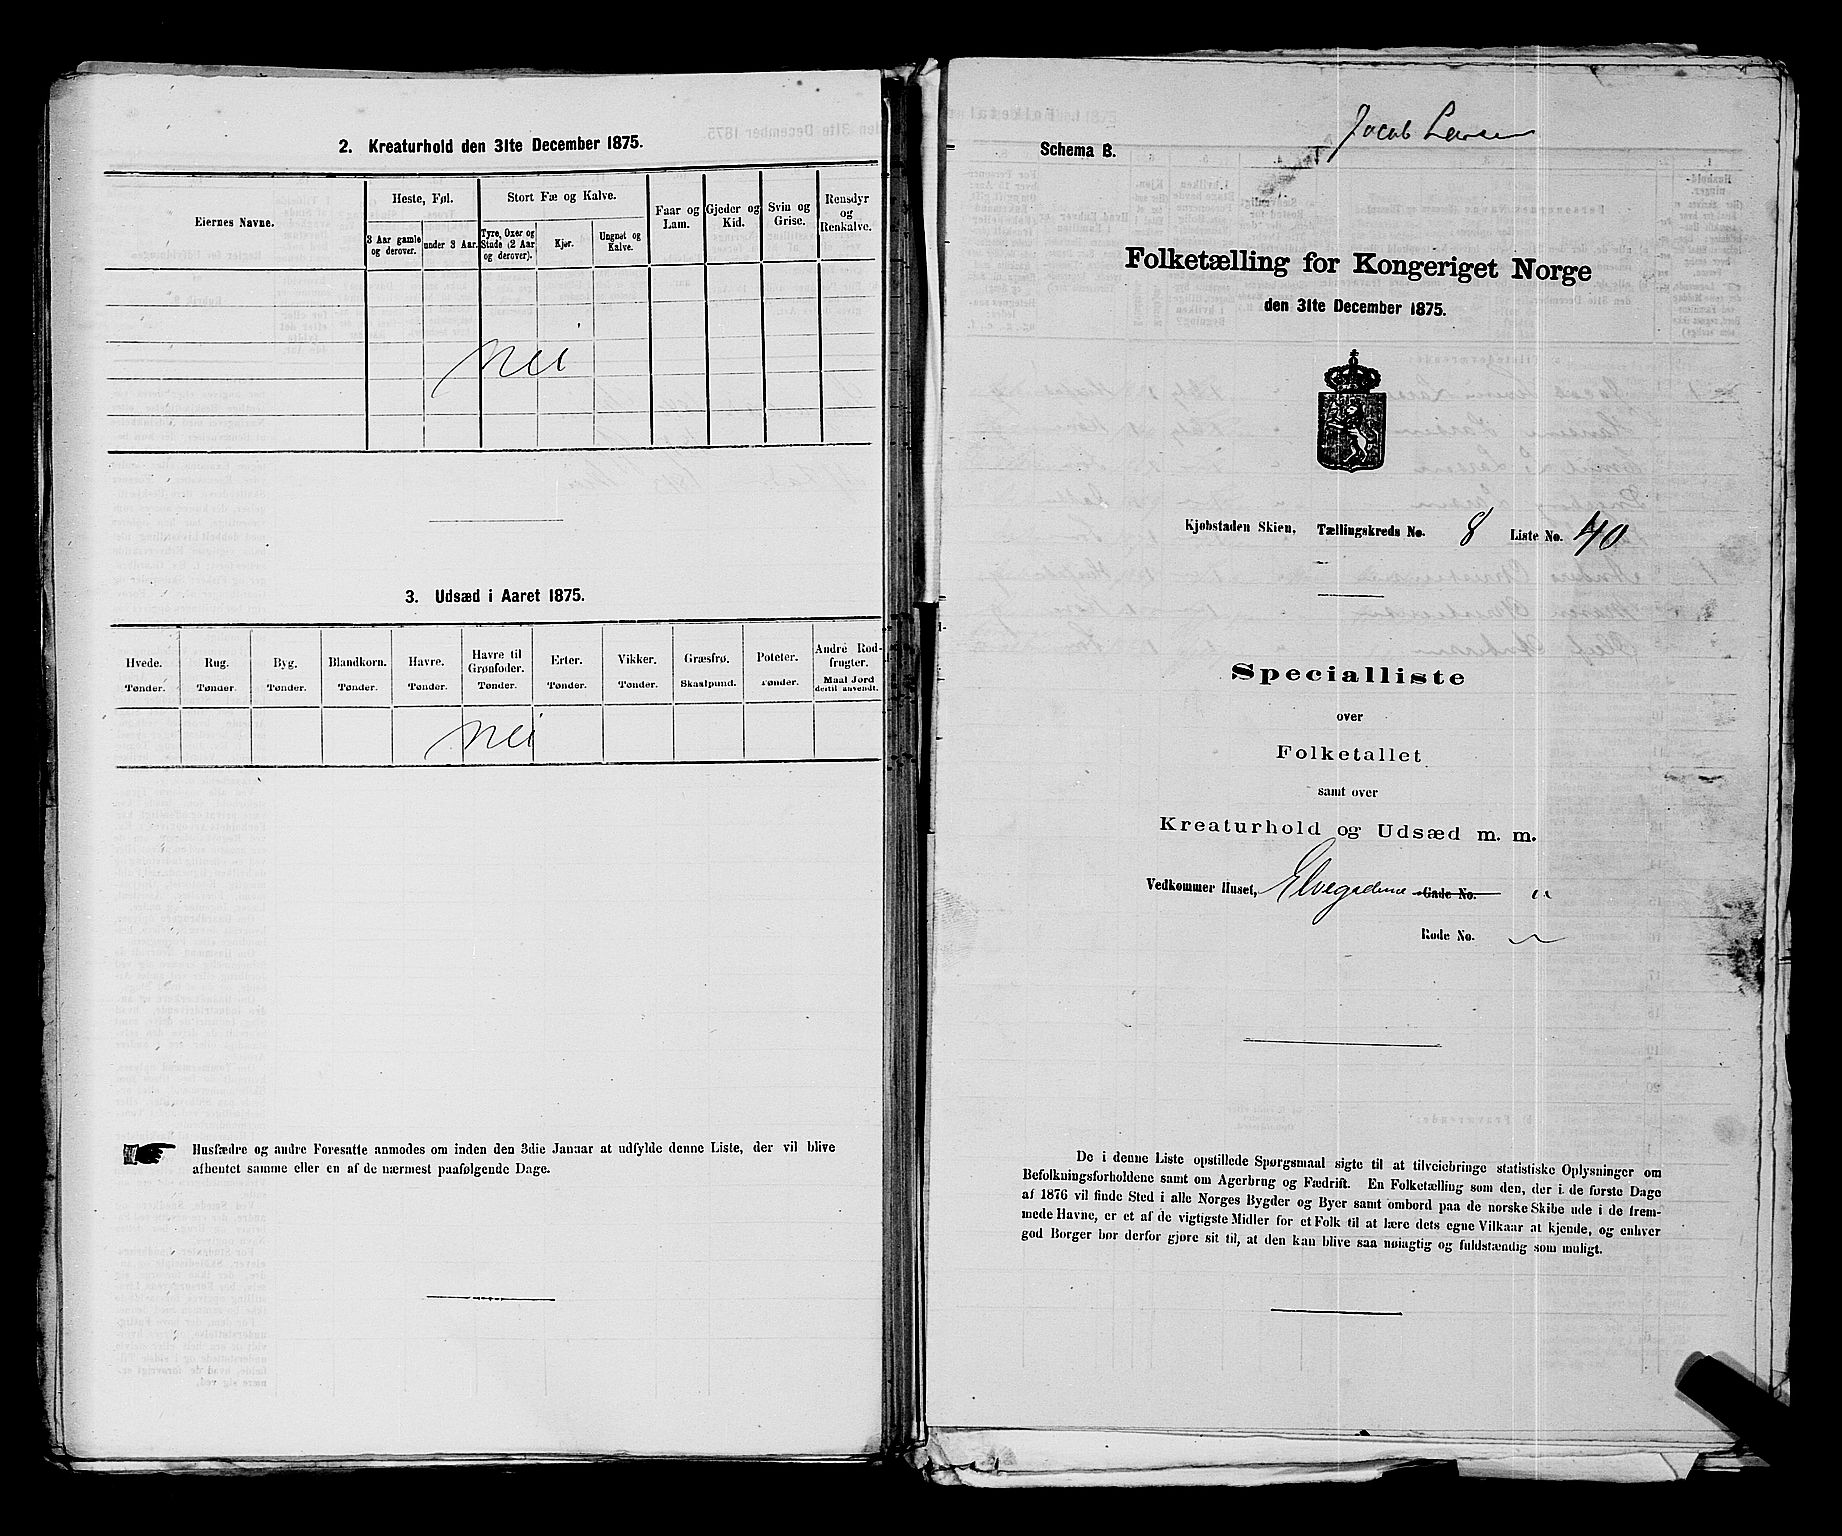 2. Kreaturhold den 31te December 1875.
Eiernes Navne.
Heste, Føl.
3 Aar gamle og derover.
under 3 Aar.
Stort Fæ og Kalve.
Tyre, Oxer og Stude (2 Aar og derover).
Kjør.
Ungnøt og Kalve.
Faar og Lam.
Gjeder og Kid.
Svin og Grise.
Rensdyr og Renkalve.
Nei
3. Udsæd i Aaret 1875.
Hvede. Tønder.
Rug. Tønder.
Byg. Tønder.
Blandkorn. Tønder.
Havre. Tønder.
Havre til Grønfoder. Tønder.
Erter. Tønder.
Vikker. Tønder.
Græsfrø. Skaalpund.
Poteter. Tønder.
Andre Rodfrugter. Maal Jord dertil anvendt.
Nei
Husfædre og andre Foresatte anmodes om inden den 3die Januar at udfylde denne Liste, der vil blive
afhentet samme eller en af de nærmest paafølgende Dage.
Jacob Larsen
Schema B.
Folketælling for Kongeriget Norge
den 31te December 1875.
Kjøbstaden Skien, Tællingskreds No. 8 Liste No. 40
Specialliste
over
Folketallet
samt over
Kreaturhold og Udsæd m. m.
Vedkommer Huset, Elvegadene Gade No. "
Rode No. "
De i denne Liste opstillede Spørgsmaal sigte til at tilveiebringe statistiske Oplysninger om
Befolkningsforholdene samt om Agerbrug og Fædrift. En Folketælling som den, der i de første Dage
af 1876 vil finde Sted i alle Norges Bygder og Byer samt ombord paa de norske Skibe ude i de frem-
mede Havne, er et af de vigtigste Midler for et Folk til at lære dets egne Vilkaar at kjende, og enhver
god Borger bør derfor gjøre sit til, at den kan blive saa nøiagtig og fuldstændig som muligt.